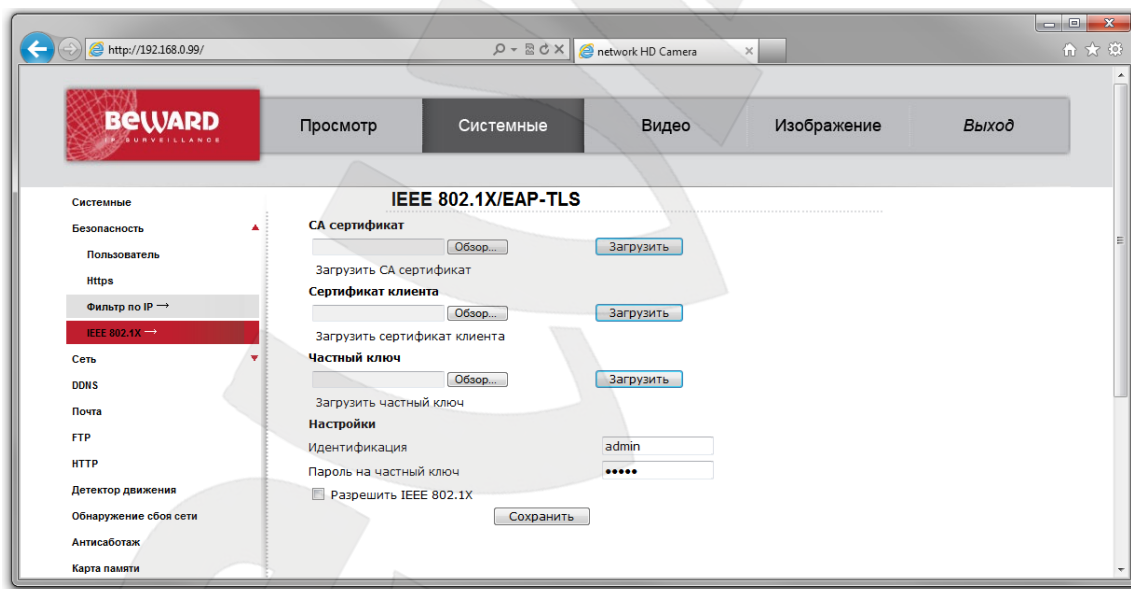 http://192.168.0.99/
network HD Camera
BEWARD
IP SURVEILLANCE
Просмотр
Системные
Видео
Изображение
Выход
Системные
Безопасность
Пользователь
Https
Фильтр по IP →
IEEE 802.1X →
Сеть
DDNS
Почта
FTP
HTTP
Детектор движения
Обнаружение сбоя сети
Антисаботаж
Карта памяти
IEEE 802.1X/EAP-TLS
CA сертификат
Обзор... Загрузить
Загрузить CA сертификат
Сертификат клиента
Обзор... Загрузить
Загрузить сертификат клиента
Частный ключ
Обзор... Загрузить
Загрузить частный ключ
Настройки
Идентификация admin
Пароль на частный ключ •••••
Разрешить IEEE 802.1X
Сохранить